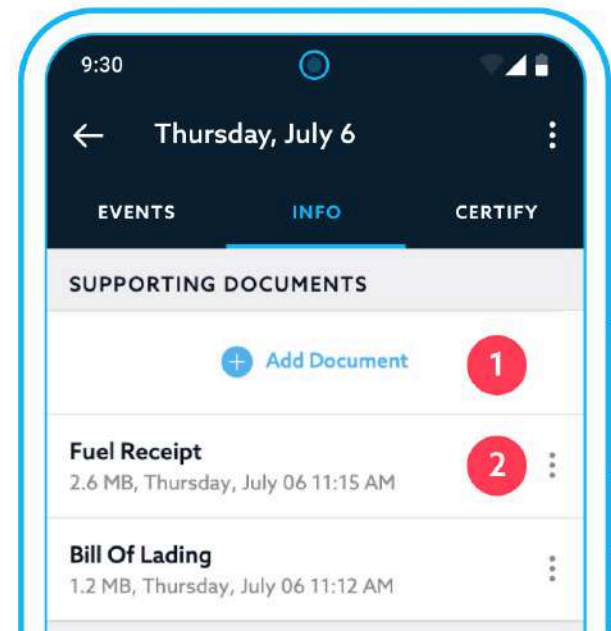 9:30
Thursday, July 6
EVENTS INFO CERTIFY
SUPPORTING DOCUMENTS
Add Document 1
Fuel Receipt 2
2.6 MB, Thursday, July 06 11:15 AM
Bill Of Lading
1.2 MB, Thursday, July 06 11:12 AM